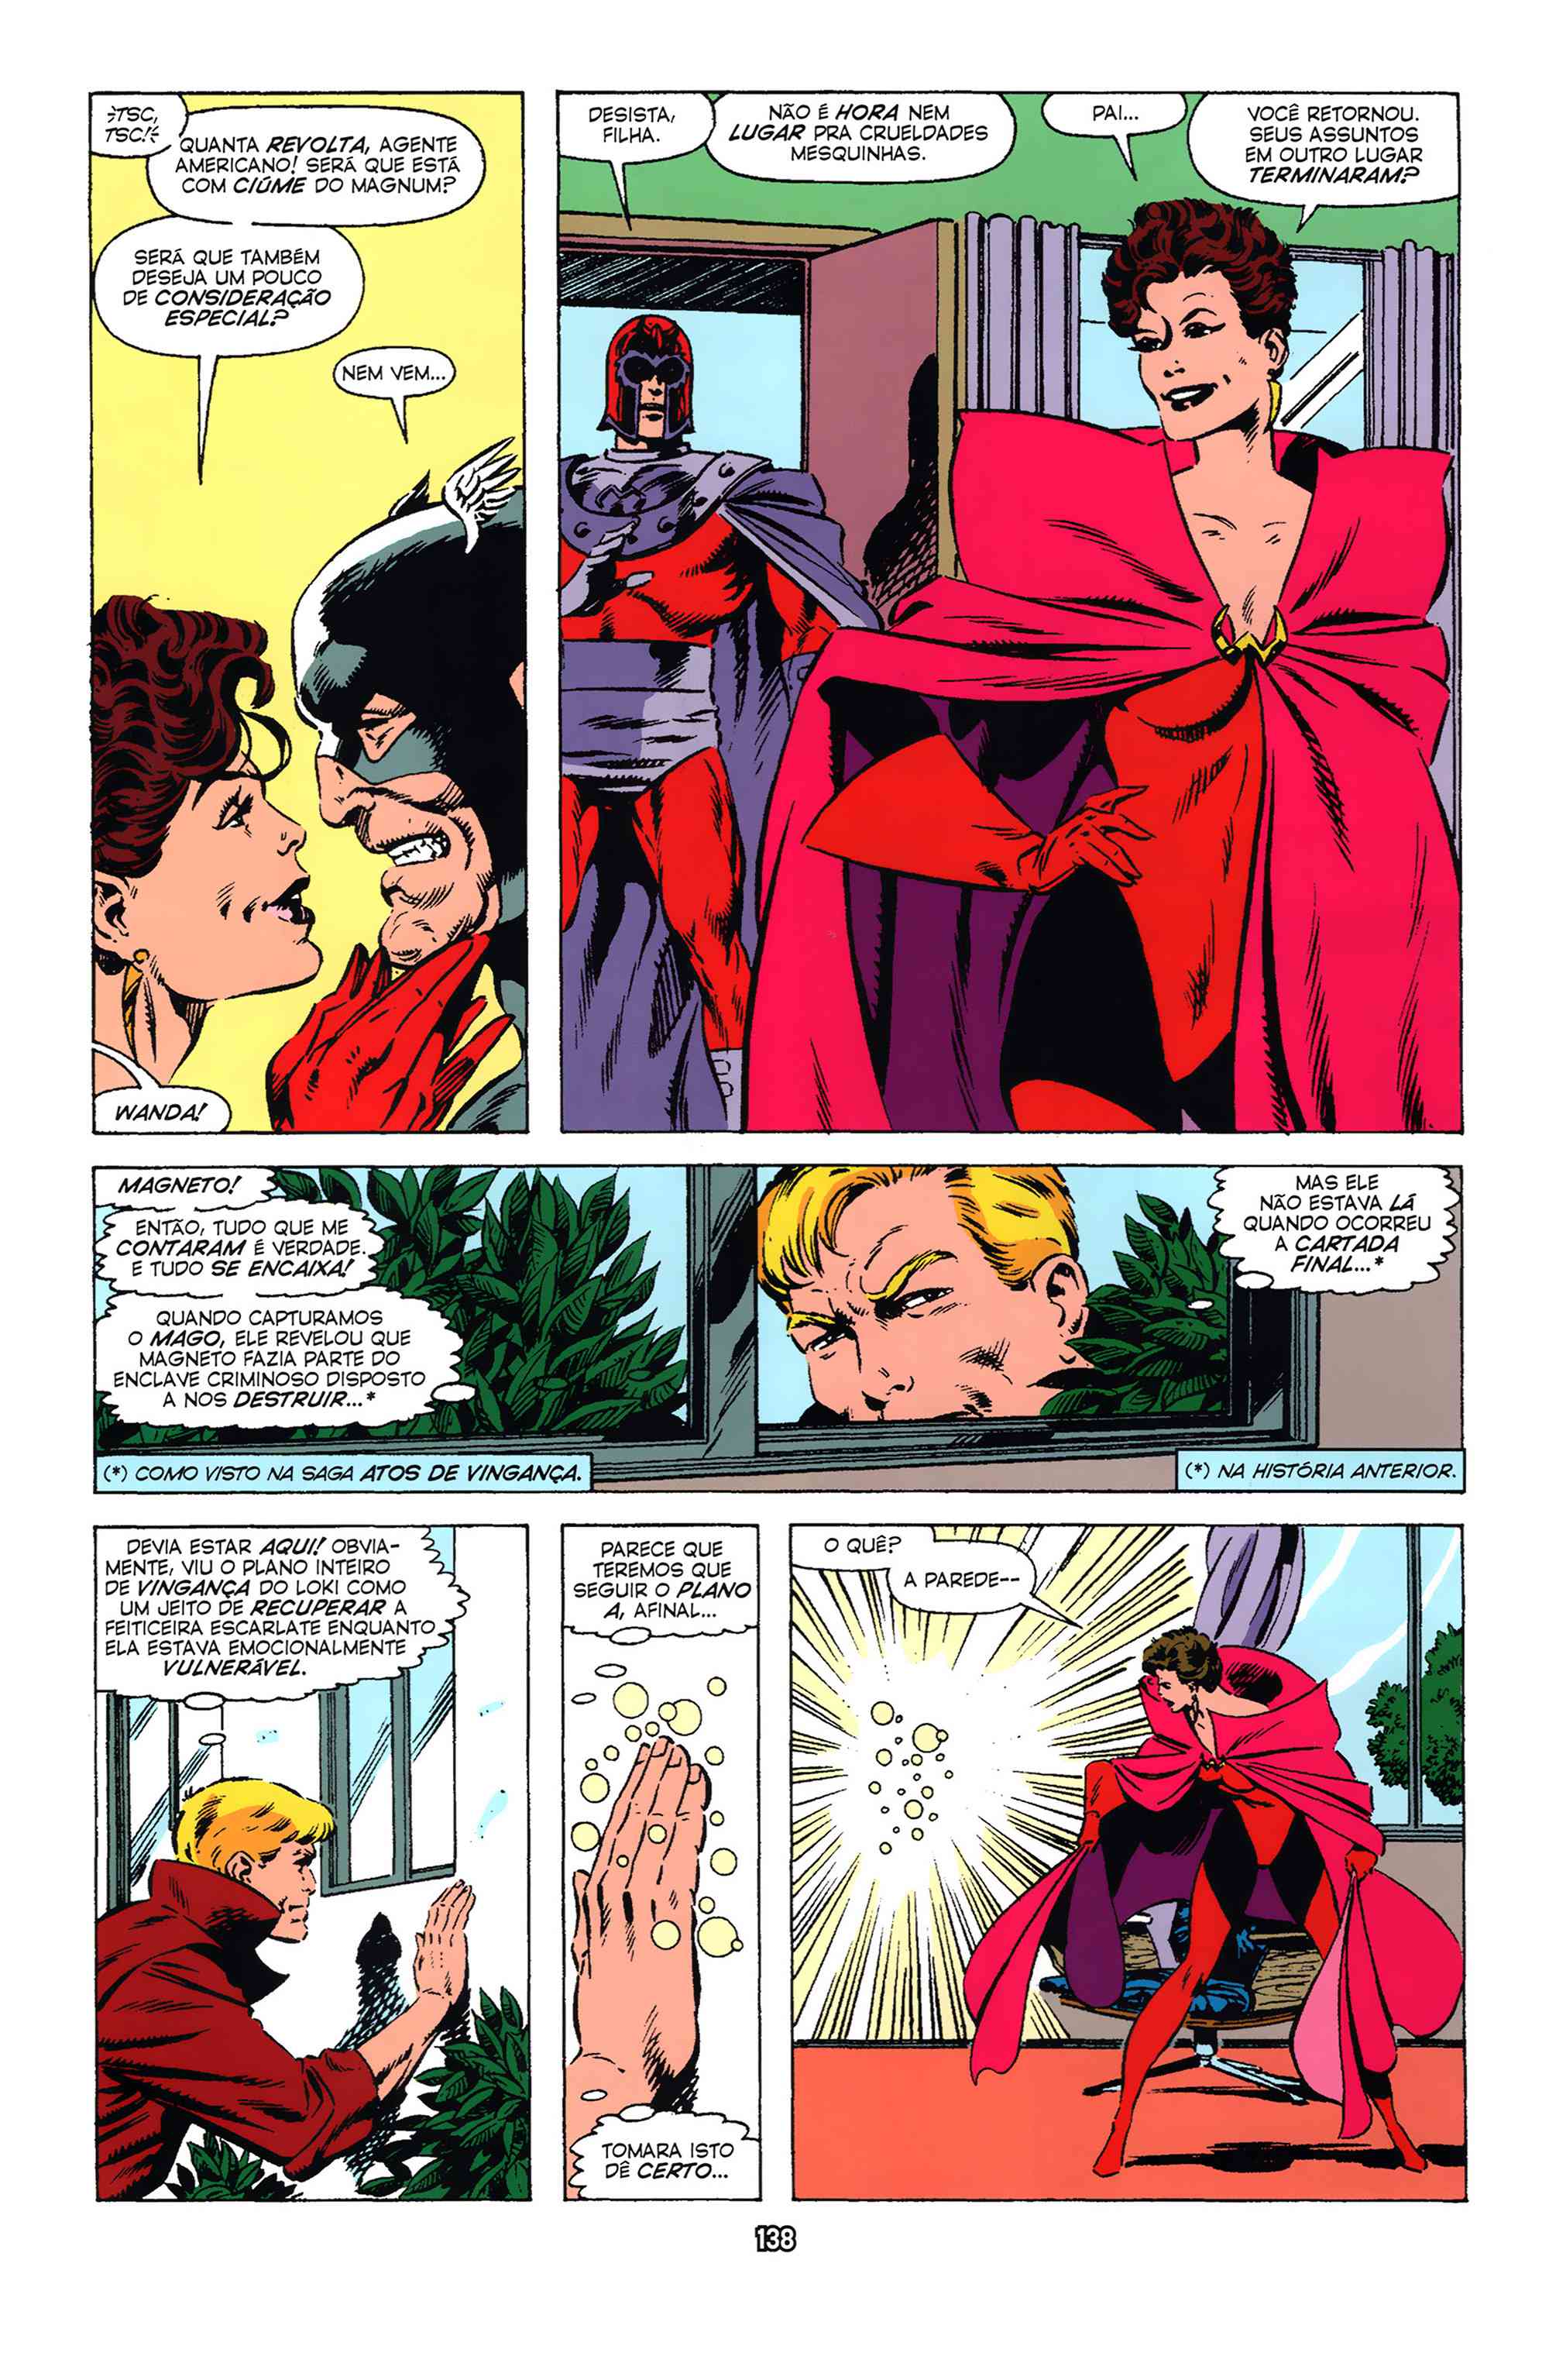 TSC,
TSC!
QUANTA REVOLTA, AGENTE
AMERICANO! SERÁ QUE ESTÁ
COM CIÚME DO MAGNUM?
SERÁ QUE TAMBÉM
DESEJA UM POUCO
DE CONSIDERAÇÃO
ESPECIAL?
NEM VEM...
WANDA!
DESISTA,
FILHA.
NÃO É HORA NEM
LUGAR PRA CRUELDADES
MESQUINHAS.
PAI...
VOCÊ RETORNOU.
SEUS ASSUNTOS
EM OUTRO LUGAR
TERMINARAM?
MAGNETO!
ENTÃO, TUDO QUE ME
CONTARAM É VERDADE.
E TUDO SE ENCAIXA!
QUANDO CAPTURAMOS
O MAGO, ELE REVELOU QUE
MAGNETO FAZIA PARTE DO
ENCLAVE CRIMINOSO DISPOSTO
A NOS DESTRUIR...*
MAS ELE
NÃO ESTAVA LÁ
QUANDO OCORREU
A CARTADA
FINAL...*
(*) COMO VISTO NA SAGA ATOS DE VINGANÇA.
(*) NA HISTÓRIA ANTERIOR.
DEVIA ESTAR AQUI! OBVIA-
MENTE, VIU O PLANO INTEIRO
DE VINGANÇA DO LOKI COMO
UM JEITO DE RECUPERAR A
FEITICEIRA ESCARLATE ENQUANTO
ELA ESTAVA EMOCIONALMENTE
VULNERÁVEL.
PARECE QUE
TEREMOS QUE
SEGUIR O PLANO
A, AFINAL...
TOMARA ISTO
DÊ CERTO...
O QUÊ?
A PAREDE--
138